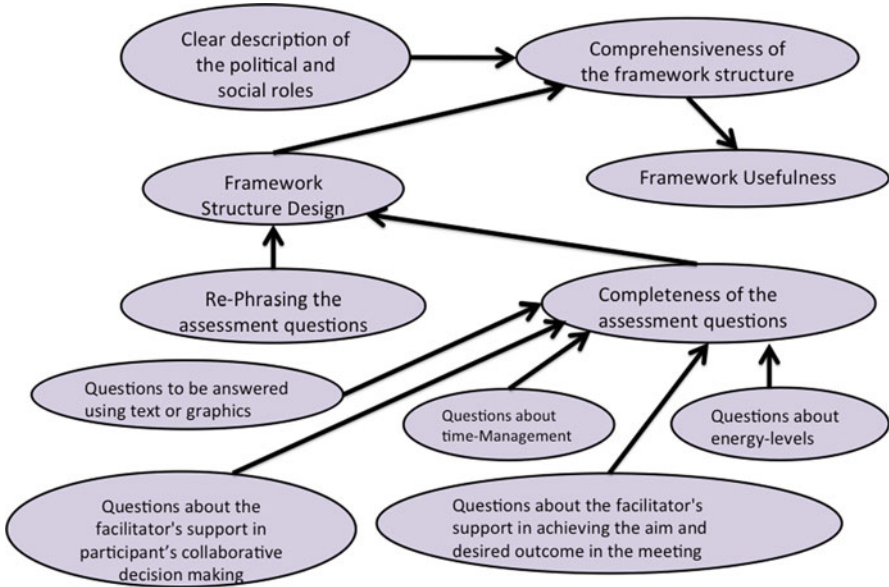 Clear description of
the political and
social roles
Comprehensiveness of
the framework structure
Framework
Structure Design
Framework Usefulness
Re-Phrasing the
assessment questions
Completeness of the
assessment questions
Questions to be answered
using text or graphics
Questions about
time-Management
Questions about
energy-levels
Questions about the
facilitator's support in
participant's collaborative
decision making
Questions about the facilitator's
support in achieving the aim and
desired outcome in the meeting